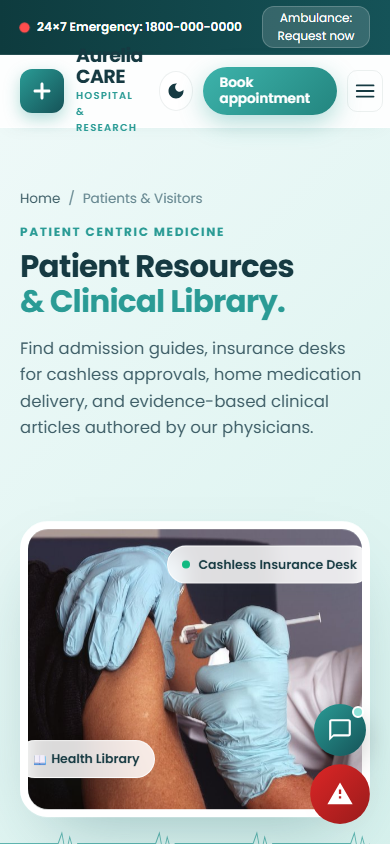 24×7 Emergency: 1800-000-0000
Ambulance:
Request now
Aurelia
CARE
HOSPITAL
&
RESEARCH
Book
appointment
Home / Patients & Visitors
PATIENT CENTRIC MEDICINE
Patient Resources
& Clinical Library.
Find admission guides, insurance desks
for cashless approvals, home medication
delivery, and evidence-based clinical
articles authored by our physicians.
Cashless Insurance Desk
Health Library